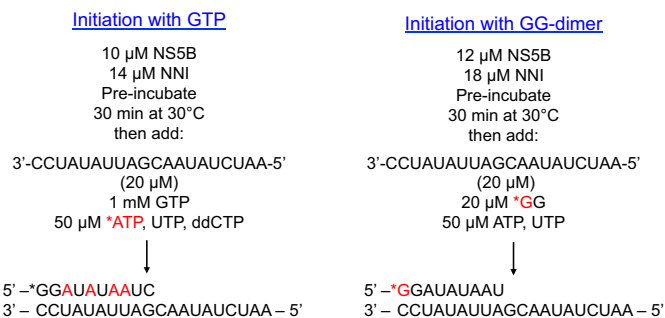 Initiation with GTP
10 µM NS5B
14 µM NNI
Pre-incubate
30 min at 30°C
then add:
3'-CCUAUAUUAGCAAUAUCUAA-5'
(20 µM)
1 mM GTP
50 µM *ATP, UTP, ddCTP
5' –*GGAUAUAAUC
3' – CCUAUAUUAGCAAUAUCUAA – 5'
Initiation with GG-dimer
12 µM NS5B
18 µM NNI
Pre-incubate
30 min at 30°C
then add:
3'-CCUAUAUUAGCAAUAUCUAA-5'
(20 µM)
20 µM *GG
50 µM ATP, UTP
5' –*GGAUAUAAU
3' – CCUAUAUUAGCAAUAUCUAA – 5'